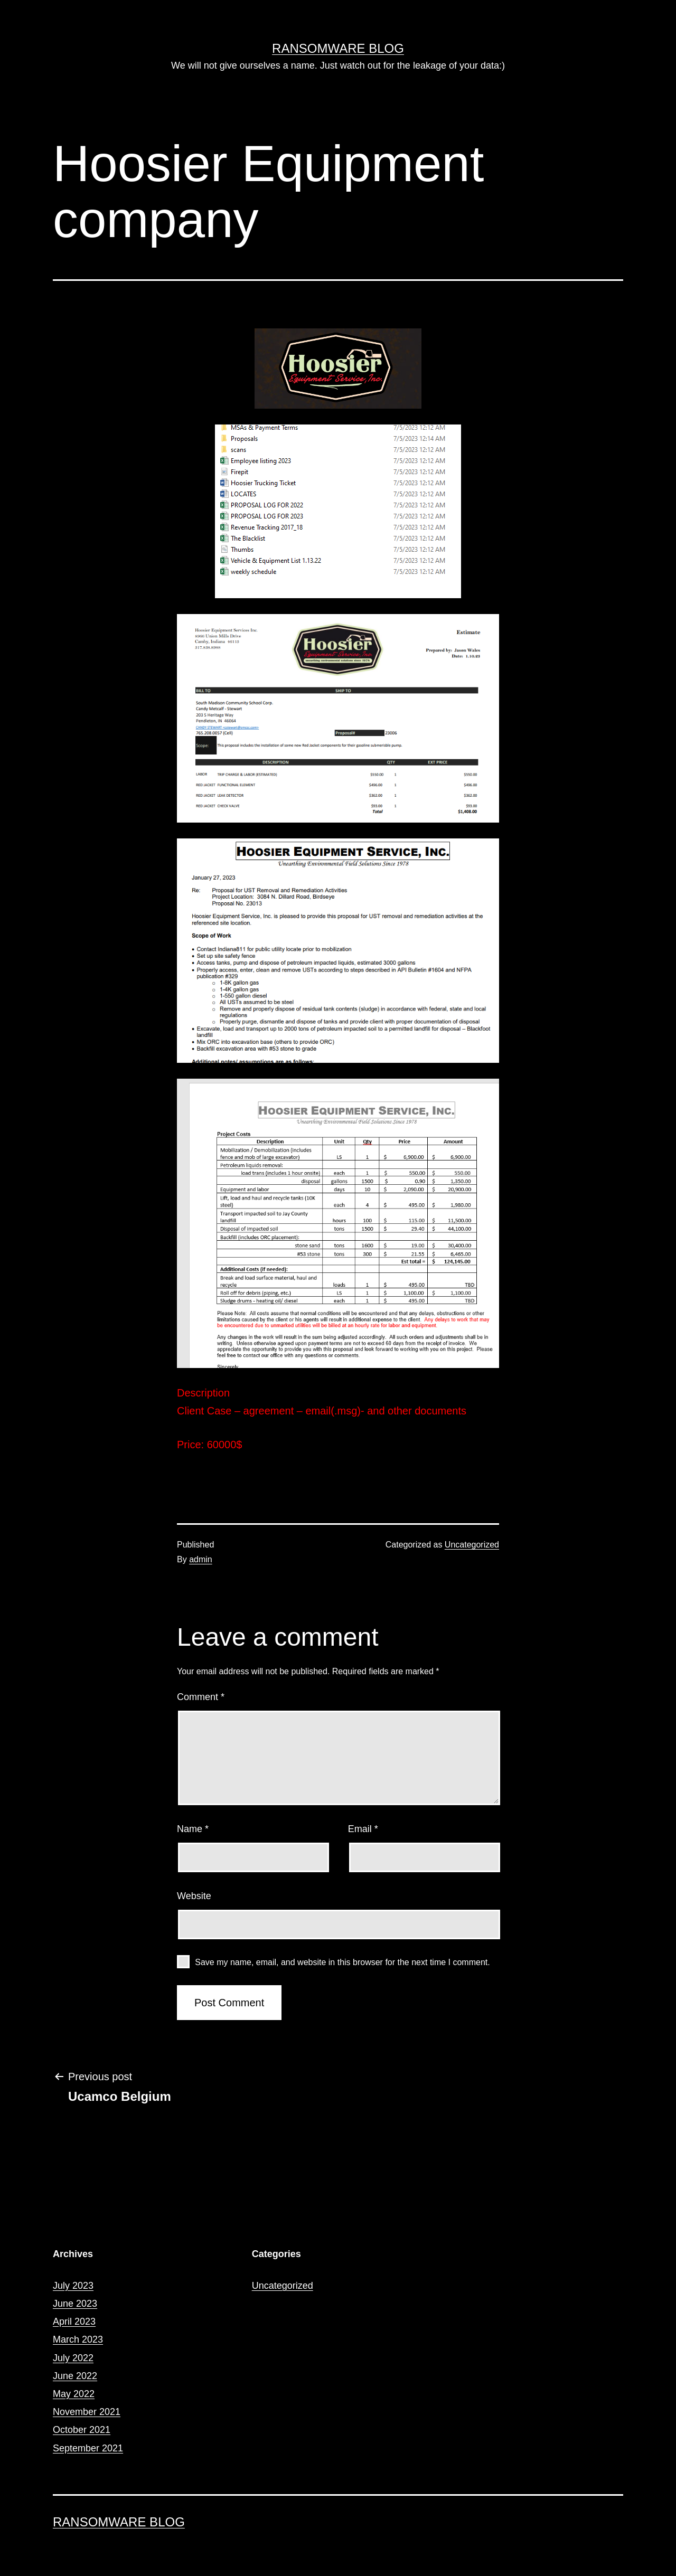 RANSOMWARE BLOG
We will not give ourselves a name. Just watch out for the leakage of your data:)
Hoosier Equipment
company
Hoosier
Equipment Service, Inc.
MSAs & Payment Terms 7/5/2023 12:12 AM
Proposals 7/5/2023 12:14 AM
scans 7/5/2023 12:12 AM
Employee listing 2023 7/5/2023 12:12 AM
Firepit 7/5/2023 12:12 AM
Hoosier Trucking Ticket 7/5/2023 12:12 AM
LOCATES 7/5/2023 12:12 AM
PROPOSAL LOG FOR 2022 7/5/2023 12:12 AM
PROPOSAL LOG FOR 2023 7/5/2023 12:12 AM
Revenue Tracking 2017_18 7/5/2023 12:12 AM
The Blacklist 7/5/2023 12:12 AM
Thumbs 7/5/2023 12:12 AM
Vehicle & Equipment List 1.13.22 7/5/2023 12:12 AM
weekly schedule 7/5/2023 12:12 AM
Hoosier Equipment Services Inc
Union Mills Drive
Camby, Indiana
Estimate
Hoosier
Equipment Service, Inc.
Prepared by: Jason
Date:
BILL TO SHIP TO
South Madison Community School Corp.
Candy Metcalf - Stewart
203 S Heritage Way
Pendleton, IN 46064
765.208.0657 (Cell) Proposal# 23006
Scope: This proposal includes the installation of some new Red Jacket components for their gasoline submersible pump.
DESCRIPTION QTY EXT PRICE
LABOR TRIP CHARGE & LABOR (ESTIMATED) $550.00 1 $550.00
RED JACKET FUNCTIONAL ELEMENT $496.00 1 $496.00
RED JACKET LEAK DETECTOR $362.00 1 $362.00
RED JACKET CHECK VALVE 1
Total
HOOSIER EQUIPMENT SERVICE, INC.
Unearthing Environmental Field Solutions Since 1978
January 27, 2023
Re: Proposal for UST Removal and Remediation Activities
Project Location: 3084 N. Dillard Road, Birdseye
Proposal No. 23013
Hoosier Equipment Service, Inc. is pleased to provide this proposal for UST removal and remediation activities at the
referenced site location.
Scope of Work
• Contact Indiana811 for public utility locate prior to mobilization
• Set up site safety fence
• Access tanks, pump and dispose of petroleum impacted liquids, estimated 3000 gallons
• Properly access, enter, clean and remove USTs according to steps described in API Bulletin #1604 and NFPA
publication #329
o 1-8K gallon gas
o 1-4K gallon gas
o 1-550 gallon diesel
o All USTs assumed to be steel
o Remove and properly dispose of residual tank contents (sludge) in accordance with federal, state and local
regulations
o Properly purge, dismantle and dispose of tanks and provide client with proper documentation of disposal
• Excavate, load and transport up to 2000 tons of petroleum impacted soil to a permitted landfill for disposal – Blackfoot
landfill
• Mix ORC into excavation base (others to provide ORC)
• Backfill excavation area with #53 stone to grade
Additional notes/ assumptions are as follows:
HOOSIER EQUIPMENT SERVICE, INC.
Unearthing Environmental Field Solutions Since 1978
Project Costs
Description Unit Qty Price Amount
Mobilization / Demobilization (includes
fence and mob of large excavator) LS 1 $ 6,900.00 $ 6,900.00
Petroleum liquids removal:
load trans (includes 1 hour onsite) each 1 $ 550.00 $ 550.00
disposal gallons 1500 $ 0.90 $ 1,350.00
Equipment and labor days 10 $ 2,090.00 $ 20,900.00
Lift, load and haul and recycle tanks (10K
steel) each 4 $ 495.00 $ 1,980.00
Transport impacted soil to Jay County
landfill hours 100 $ 115.00 $ 11,500.00
Disposal of impacted soil tons 1500 $ 29.40 $ 44,100.00
Backfill (includes ORC placement):
stone sand tons 1600 $ 19.00 $ 30,400.00
#53 stone tons 300 $ 21.55 $ 6,465.00
Est total = $ 124,145.00
Additional Costs (if needed):
Break and load surface material, haul and
recycle loads 1 $ 495.00 TBD
Roll off for debris (piping, etc.) LS 1 $ 1,100.00 $ 1,100.00
Sludge drums - heating oil/ diesel each 1 $ 495.00 TBD
Please Note: All costs assume that normal conditions will be encountered and that any delays, obstructions or other
limitations caused by the client or his agents will result in additional expense to the client. Any delays to work that may
be encountered due to unmarked utilities will be billed at an hourly rate for labor and equipment.
Any changes in the work will result in the sum being adjusted accordingly. All such orders and adjustments shall be in
writing. Unless otherwise agreed upon terms of payment are not to exceed 60 days from the receipt of invoice. We
appreciate the opportunity to provide you with this proposal and look forward to working with you on this project. Please
feel free to contact our office with any questions or comments.
Sincerely,
Description
Client Case – agreement – email(.msg)- and other documents
Price: 60000$
Published
By admin
Categorized as Uncategorized
Leave a comment
Your email address will not be published. Required fields are marked *
Comment *
Name *
Email *
Website
Save my name, email, and website in this browser for the next time I comment.
Post Comment
← Previous post
Ucamco Belgium
Archives
July 2023
June 2023
April 2023
March 2023
July 2022
June 2022
May 2022
November 2021
October 2021
September 2021
Categories
Uncategorized
RANSOMWARE BLOG